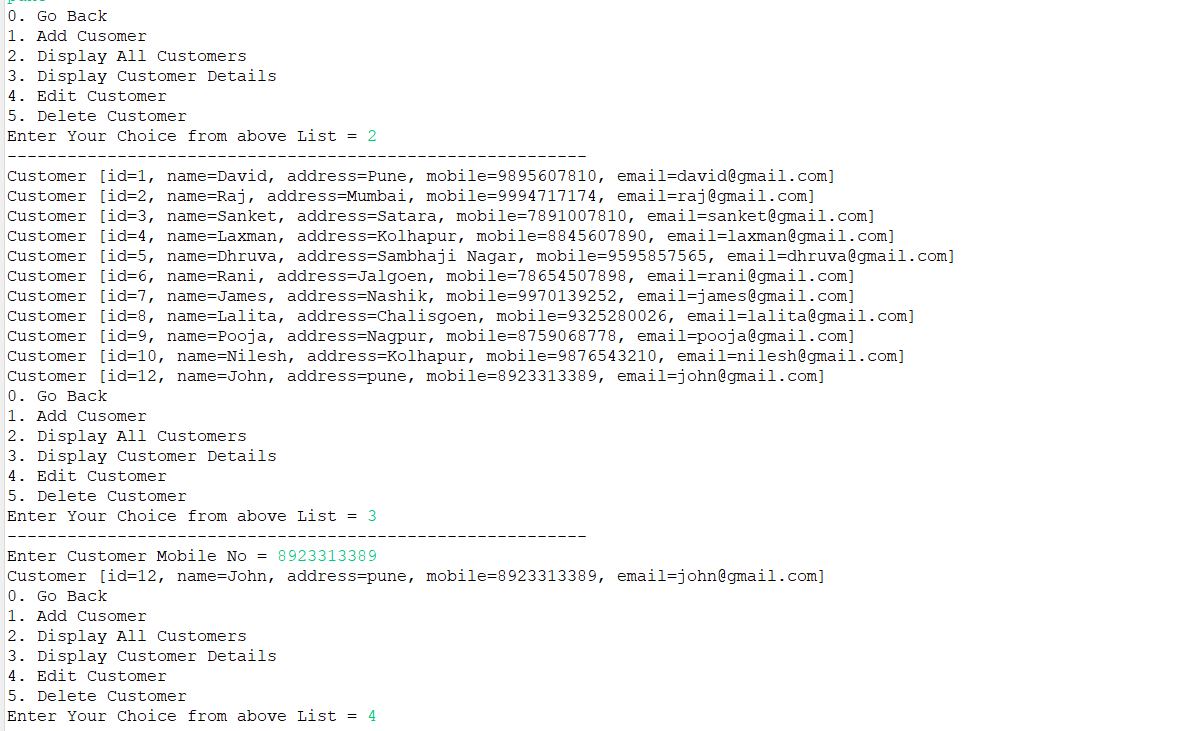 0. Go Back
1. Add Cusomer
2. Display All Customers
3. Display Customer Details
4. Edit Customer
5. Delete Customer
Enter Your Choice from above List = 2
----------------------------------------------------------
Customer [id=1, name=David, address=Pune, mobile=9895607810, email=david@gmail.com]
Customer [id=2, name=Raj, address=Mumbai, mobile=9994717174, email=raj@gmail.com]
Customer [id=3, name=Sanket, address=Satara, mobile=7891007810, email=sanket@gmail.com]
Customer [id=4, name=Laxman, address=Kolhapur, mobile=8845607890, email=laxman@gmail.com]
Customer [id=5, name=Dhruva, address=Sambhaji Nagar, mobile=9595857565, email=dhruva@gmail.com]
Customer [id=6, name=Rani, address=Jalgoen, mobile=78654507898, email=rani@gmail.com]
Customer [id=7, name=James, address=Nashik, mobile=9970139252, email=james@gmail.com]
Customer [id=8, name=Lalita, address=Chalisgoen, mobile=9325280026, email=lalita@gmail.com]
Customer [id=9, name=Pooja, address=Nagpur, mobile=8759068778, email=pooja@gmail.com]
Customer [id=10, name=Nilesh, address=Kolhapur, mobile=9876543210, email=nilesh@gmail.com]
Customer [id=12, name=John, address=pune, mobile=8923313389, email=john@gmail.com]
0. Go Back
1. Add Cusomer
2. Display All Customers
3. Display Customer Details
4. Edit Customer
5. Delete Customer
Enter Your Choice from above List = 3
----------------------------------------------------------
Enter Customer Mobile No = 8923313389
Customer [id=12, name=John, address=pune, mobile=8923313389, email=john@gmail.com]
0. Go Back
1. Add Cusomer
2. Display All Customers
3. Display Customer Details
4. Edit Customer
5. Delete Customer
Enter Your Choice from above List = 4